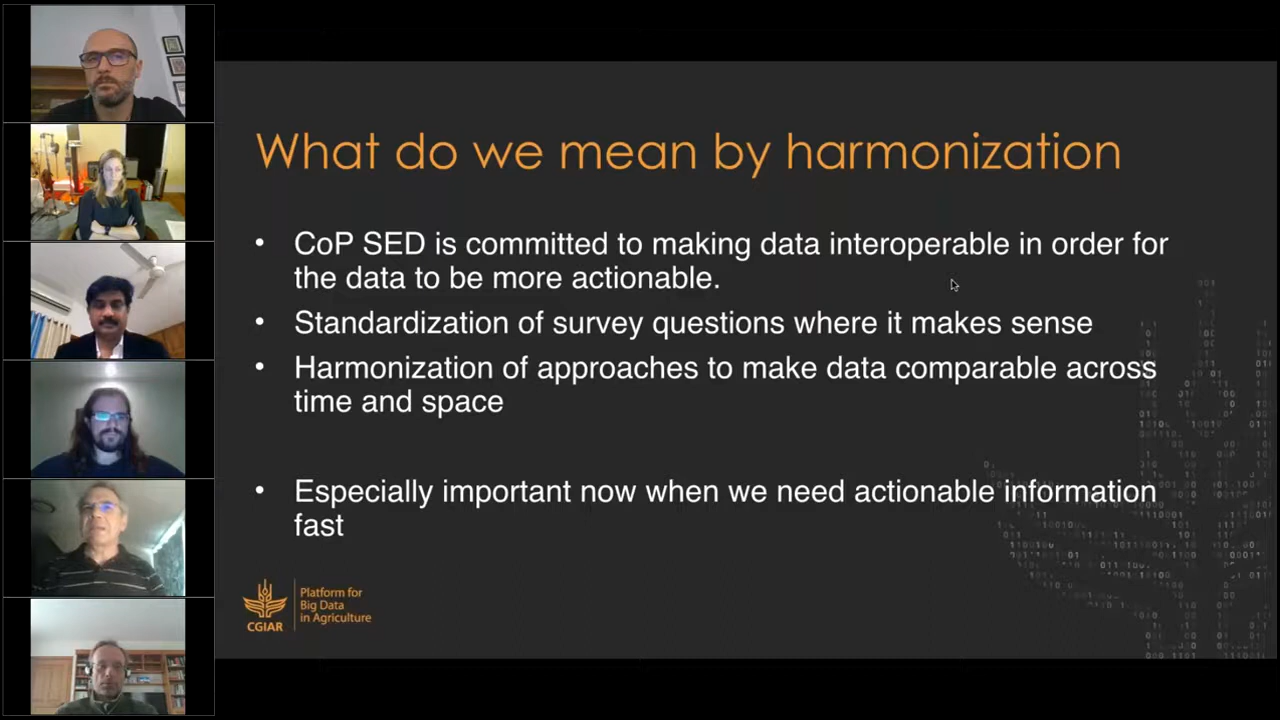 What do we mean by harmonization
• CoP SED is committed to making data interoperable in order for
the data to be more actionable.
• Standardization of survey questions where it makes sense
• Harmonization of approaches to make data comparable across
time and space
• Especially important now when we need actionable information
fast
CGIAR
Platform for
Big Data
in Agriculture